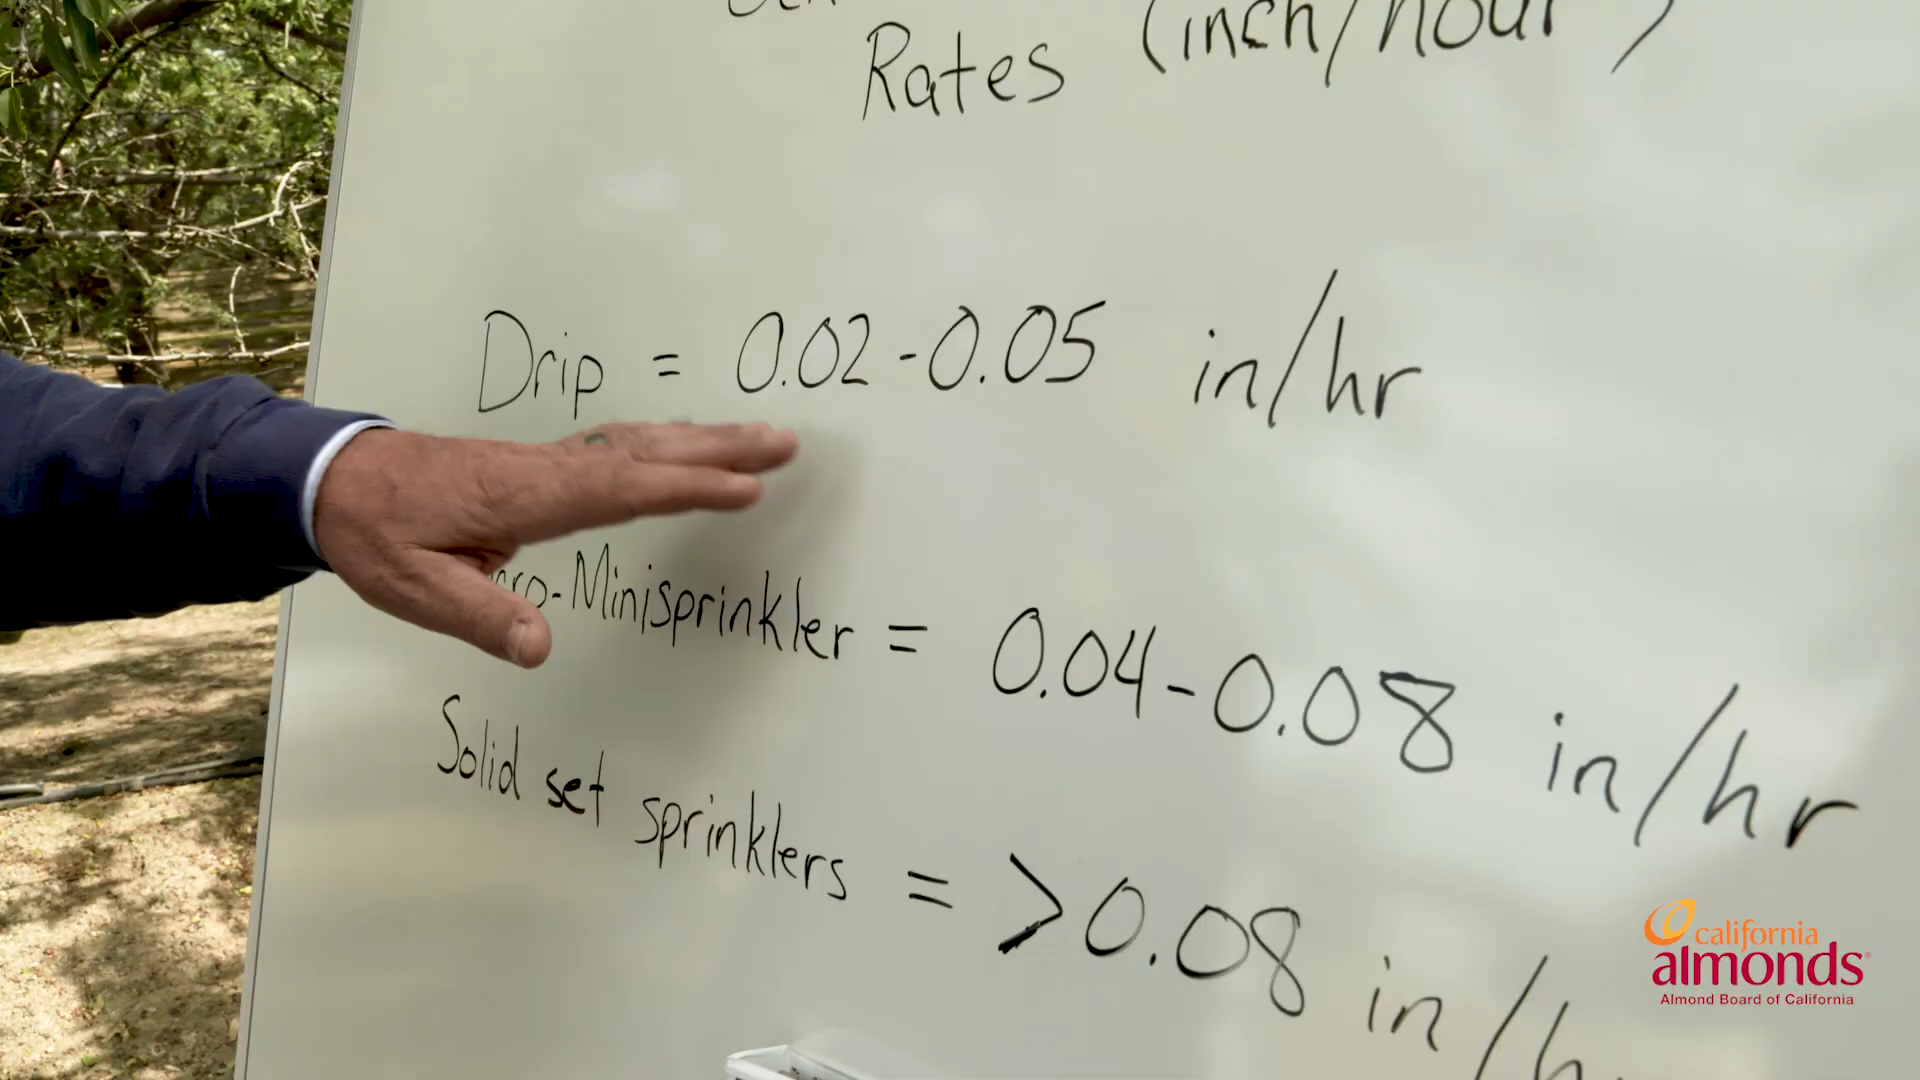 Rates (inch/hour)
Drip = 0.02-0.05 in/hr
-Minisprinkler = 0.04-0.08 in/hr
Solid set sprinklers = >0.08 in/h
california
almonds
Almond Board of California